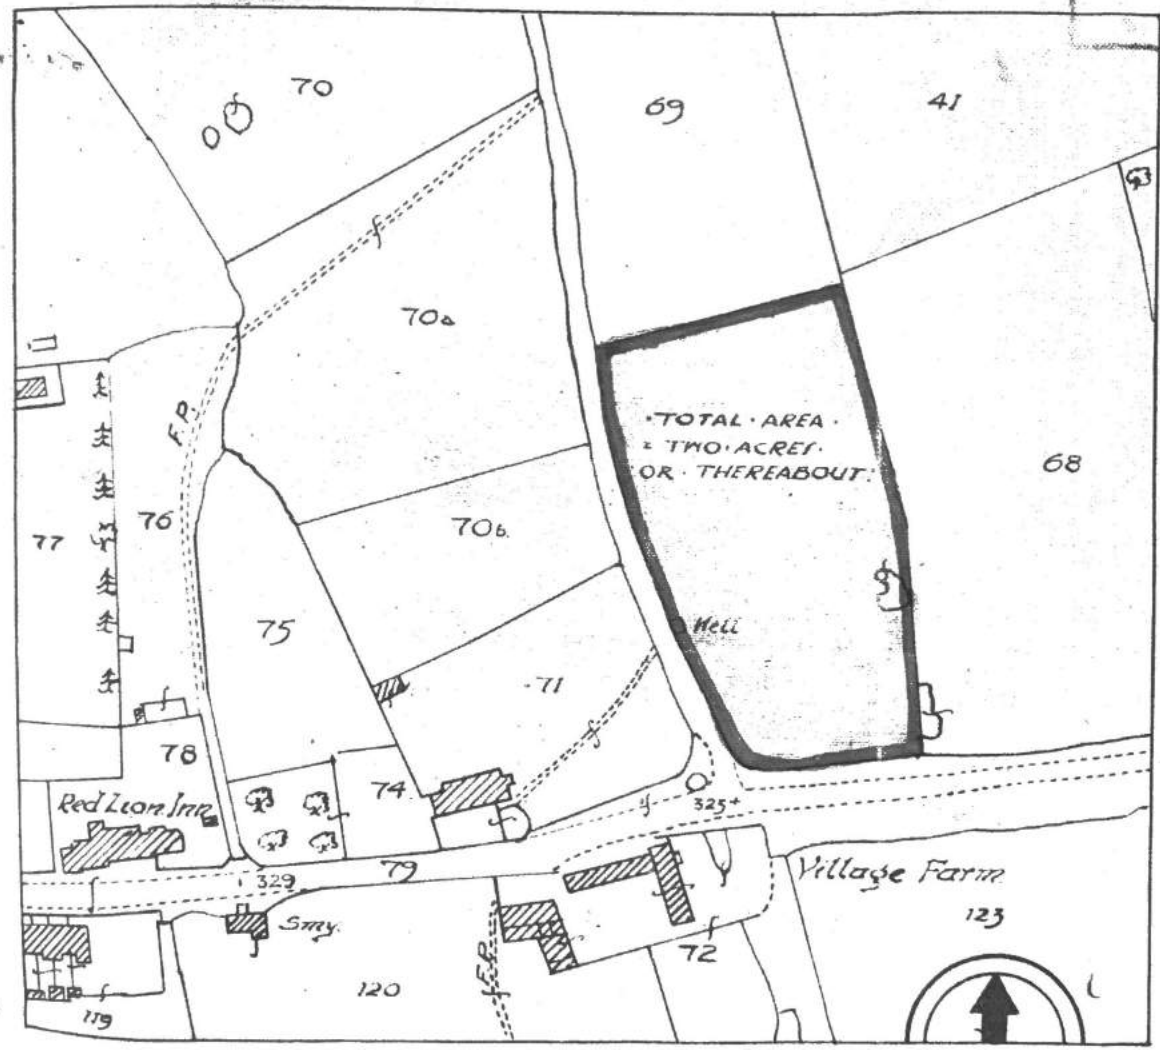 70
69
41
70a
F.P.
·TOTAL·AREA·
= TWO·ACRES·
OR·THEREABOUT·
68
77
76
70b.
75
Well
71
78
74
Red Lion Inn
325+
79
329
Village Farm
Smy.
123
72
F.P.
120
119